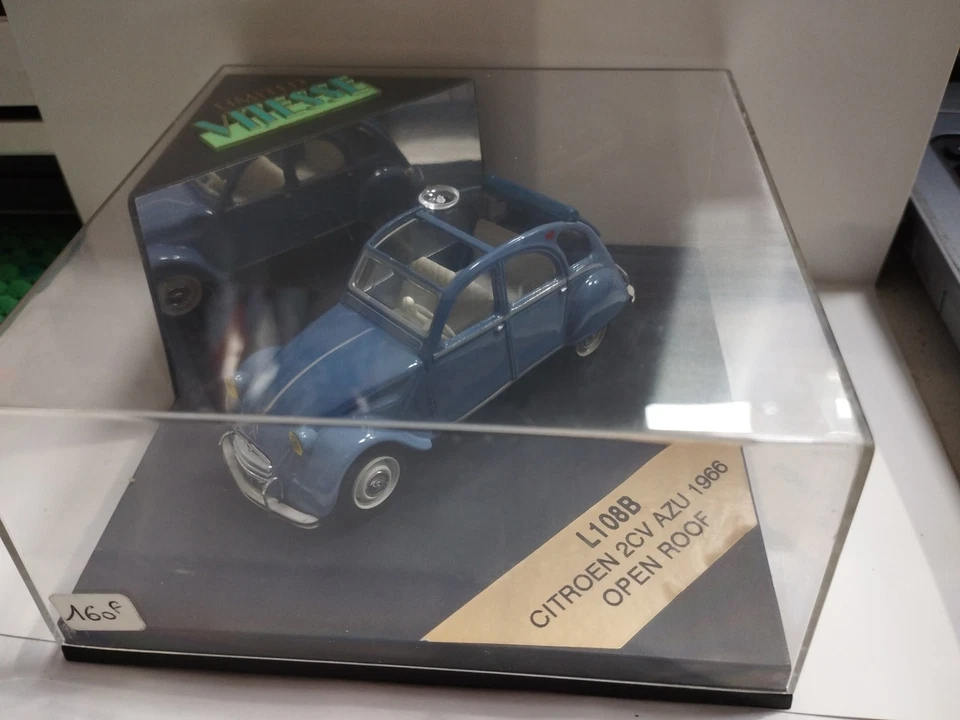 LIMITED
VITESSE
L108B
CITROEN 2CV AZU 1966
OPEN ROOF
160F